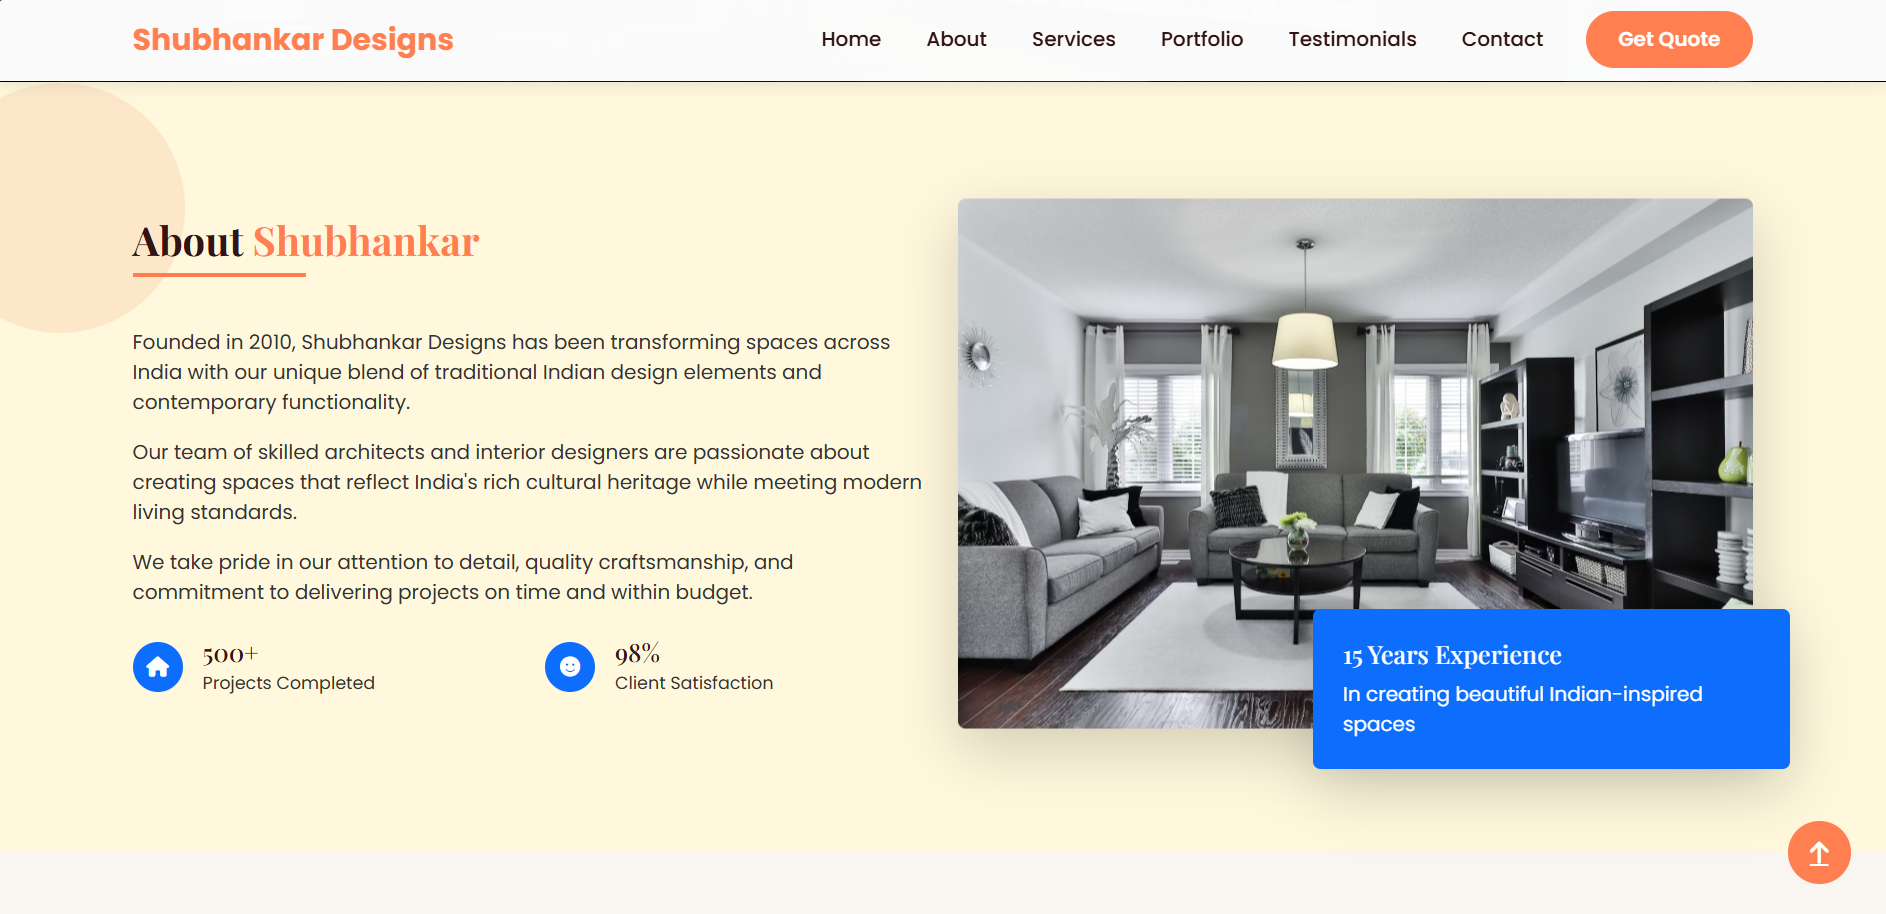 Shubhankar Designs
Home
About
Services
Portfolio
Testimonials
Contact
Get Quote
About Shubhankar
Founded in 2010, Shubhankar Designs has been transforming spaces across
India with our unique blend of traditional Indian design elements and
contemporary functionality.
Our team of skilled architects and interior designers are passionate about
creating spaces that reflect India's rich cultural heritage while meeting modern
living standards.
We take pride in our attention to detail, quality craftsmanship, and
commitment to delivering projects on time and within budget.
500+
Projects Completed
98%
Client Satisfaction
15 Years Experience
In creating beautiful Indian-inspired
spaces